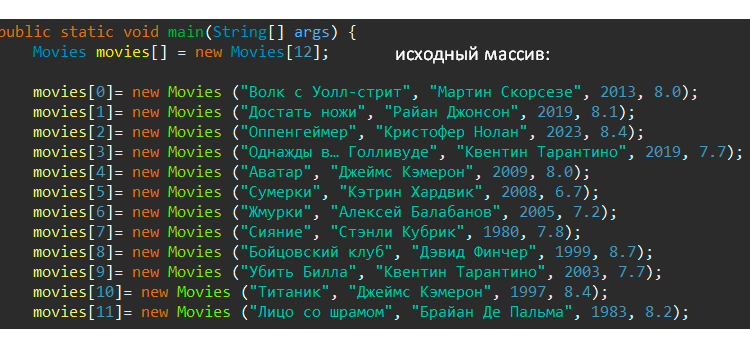 public static void main(String[] args) {
Movies movies[] = new Movies[12];
исходный массив:
movies[0]= new Movies ("Волк с Уолл-стрит", "Мартин Скорсезе", 2013, 8.0);
movies[1]= new Movies ("Достать ножи", "Райан Джонсон", 2019, 8.1);
movies[2]= new Movies ("Оппенгеймер", "Кристофер Нолан", 2023, 8.4);
movies[3]= new Movies ("Однажды в… Голливуде", "Квентин Тарантино", 2019, 7.7);
movies[4]= new Movies ("Аватар", "Джеймс Кэмерон", 2009, 8.0);
movies[5]= new Movies ("Сумерки", "Кэтрин Хардвик", 2008, 6.7);
movies[6]= new Movies ("Жмурки", "Алексей Балабанов", 2005, 7.2);
movies[7]= new Movies ("Сияние", "Стэнли Кубрик", 1980, 7.8);
movies[8]= new Movies ("Бойцовский клуб", "Дэвид Финчер", 1999, 8.7);
movies[9]= new Movies ("Убить Билла", "Квентин Тарантино", 2003, 7.7);
movies[10]= new Movies ("Титаник", "Джеймс Кэмерон", 1997, 8.4);
movies[11]= new Movies ("Лицо со шрамом", "Брайан Де Пальма", 1983, 8.2);